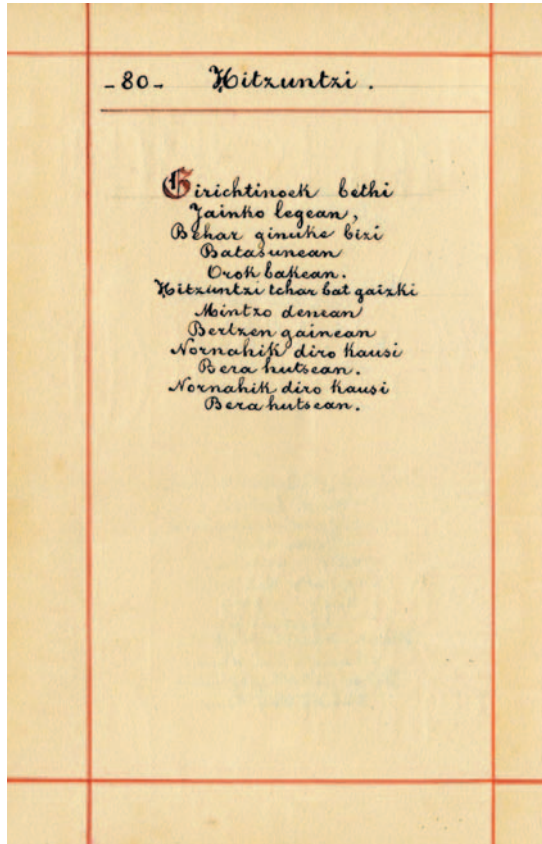 -80- Hitzuntzi.
Girichtinoek bethi
Jainko legean,
Behar ginuke bizi
Batasunean
Orok bakean.
Hitzuntzi tchar bat gaizki
Mintzo denean
Bertzen gainean
Nornahik diro kausi
Bera hutsean.
Nornahik diro kausi
Bera hutsean.